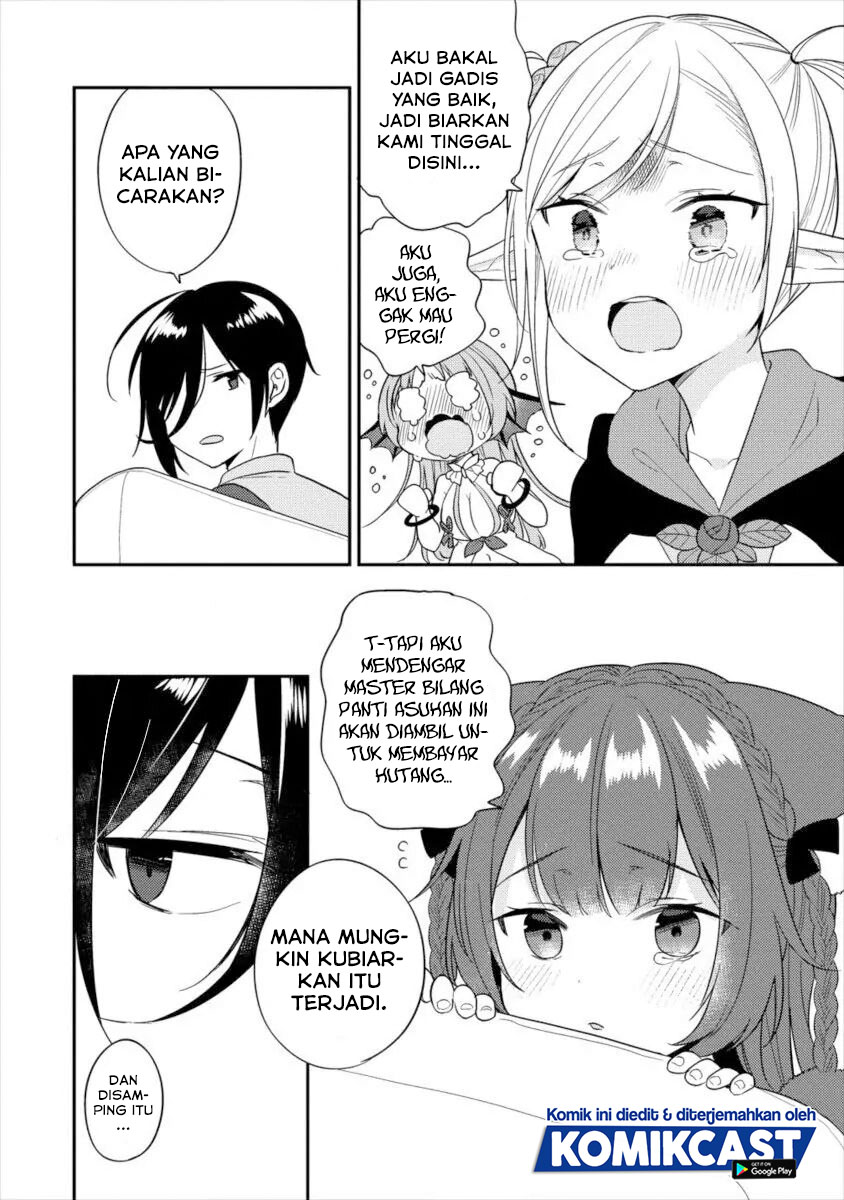 AKU BAKAL
JADI GADIS
YANG BAIK,
JADI BIARKAN
KAMI TINGGAL
DISINI...
AKU
JUGA,
AKU ENG-
GAK MAU
PERGI!
APA YANG
KALIAN BI-
CARAKAN?
T-TAPI AKU
MENDENGAR
MASTER BILANG
PANTI ASUHAN INI
AKAN DIAMBIL UN-
TUK MEMBAYAR
HUTANG...
MANA MUNG-
KIN KUBIAR-
KAN ITU
TERJADI.
DAN
DISAM-
PING ITU
...
Komik ini diedit & diterjemahkan oleh
KOMIKCAST
GET IT ON
Google Play